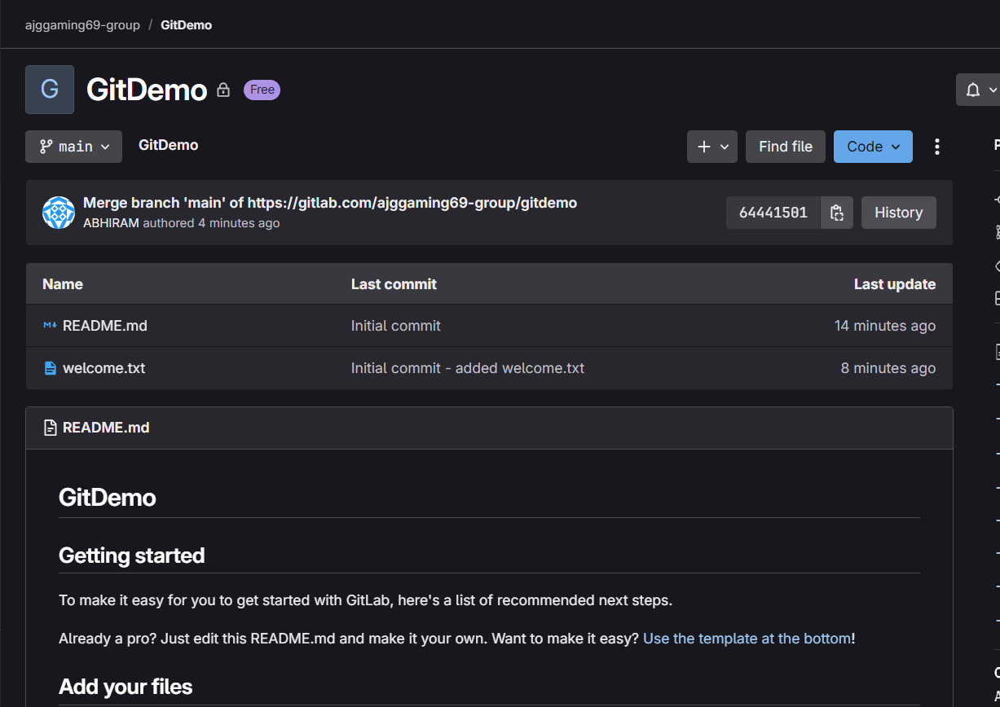 ajggaming69-group / GitDemo
G GitDemo Free
main GitDemo Find file Code
Merge branch 'main' of https://gitlab.com/ajggaming69-group/gitdemo
ABHIRAM authored 4 minutes ago
64441501 History
Name Last commit Last update
README.md Initial commit 14 minutes ago
welcome.txt Initial commit - added welcome.txt 8 minutes ago
README.md
GitDemo
Getting started
To make it easy for you to get started with GitLab, here's a list of recommended next steps.
Already a pro? Just edit this README.md and make it your own. Want to make it easy? Use the template at the bottom!
Add your files